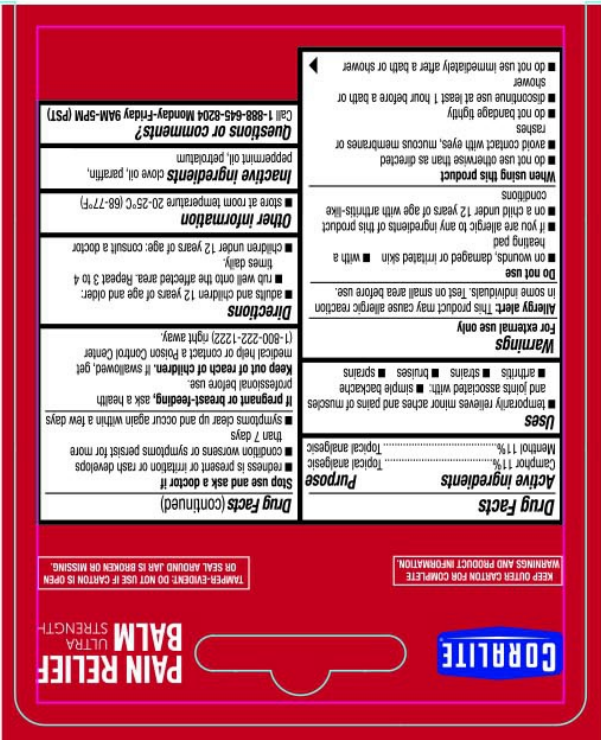 CORALITE
PAIN RELIEF
ULTRA
STRENGTH
BALM
KEEP OUTER CARTON FOR COMPLETE
WARNINGS AND PRODUCT INFORMATION.
TAMPER-EVIDENT: DO NOT USE IF CARTON IS OPEN
OR SEAL AROUND JAR IS BROKEN OR MISSING.
Drug Facts
Active ingredients Purpose
Camphor 11%............................................Topical analgesic
Menthol 11%.............................................Topical analgesic
Uses
■ temporarily relieves minor aches and pains of muscles
and joints associated with: ■ simple backache
■ arthritis ■ strains ■ bruises ■ sprains
Warnings
For external use only
Allergy alert: This product may cause allergic reaction
in some individuals. Test on small area before use.
Do not use
■ on wounds, damaged or irritated skin ■ with a
heating pad
■ if you are allergic to any ingredients of this product
■ on a child under 12 years of age with arthritis-like
conditions
When using this product
■ do not use otherwise than as directed
■ avoid contact with eyes, mucous membranes or
rashes
■ do not bandage tightly
■ discontinue use at least 1 hour before a bath or
shower
■ do not use immediately after a bath or shower
Drug Facts (continued)
Stop use and ask a doctor if
■ redness is present or irritation or rash develops
■ condition worsens or symptoms persist for more
than 7 days
■ symptoms clear up and occur again within a few days
If pregnant or breast-feeding, ask a health
professional before use.
Keep out of reach of children. If swallowed, get
medical help or contact a Poison Control Center
(1-800-222-1222) right away.
Directions
■ adults and children 12 years of age and older:
■ rub well onto the affected area. Repeat 3 to 4
times daily.
■ children under 12 years of age: consult a doctor
Other information
■ store at room temperature 20-25°C (68-77°F)
Inactive ingredients clove oil, paraffin,
peppermint oil, petrolatum
Questions or comments?
Call 1-888-645-8204 Monday-Friday 9AM-5PM (PST)